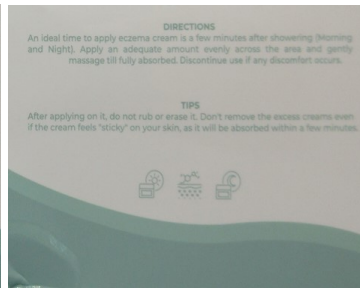 DIRECTIONS
An ideal time to apply eczema cream is a few minutes after showering (Morning
and Night). Apply an adequate amount evenly across the area and gently
massage till fully absorbed. Discontinue use if any discomfort occurs.
TIPS
After applying on it, do not rub or erase it. Don't remove the excess creams even
if the cream feels "sticky" on your skin, as it will be absorbed within a few minutes.